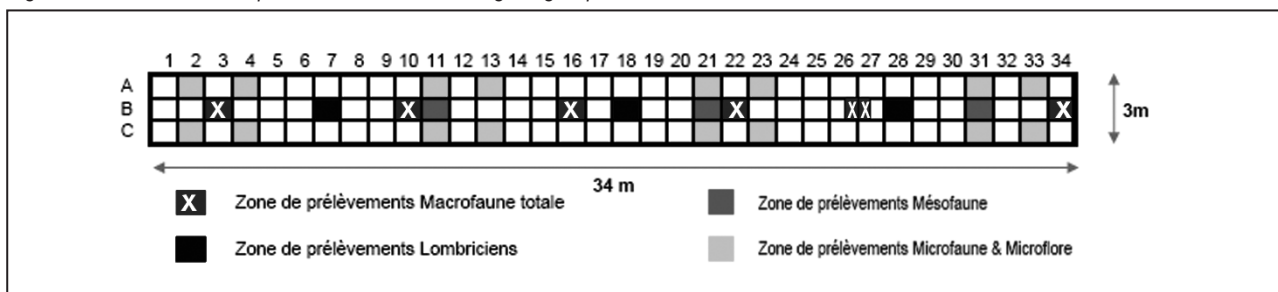 1 2 3 4 5 6 7 8 9 10 11 12 13 14 15 16 17 18 19 20 21 22 23 24 25 26 27 28 29 30 31 32 33 34
A
B X X X X X X X
C
3m
34 m
X Zone de prélèvements Macrofaune totale
Zone de prélèvements Mésofaune
Zone de prélèvements Lombriciens
Zone de prélèvements Microfaune & Microflore